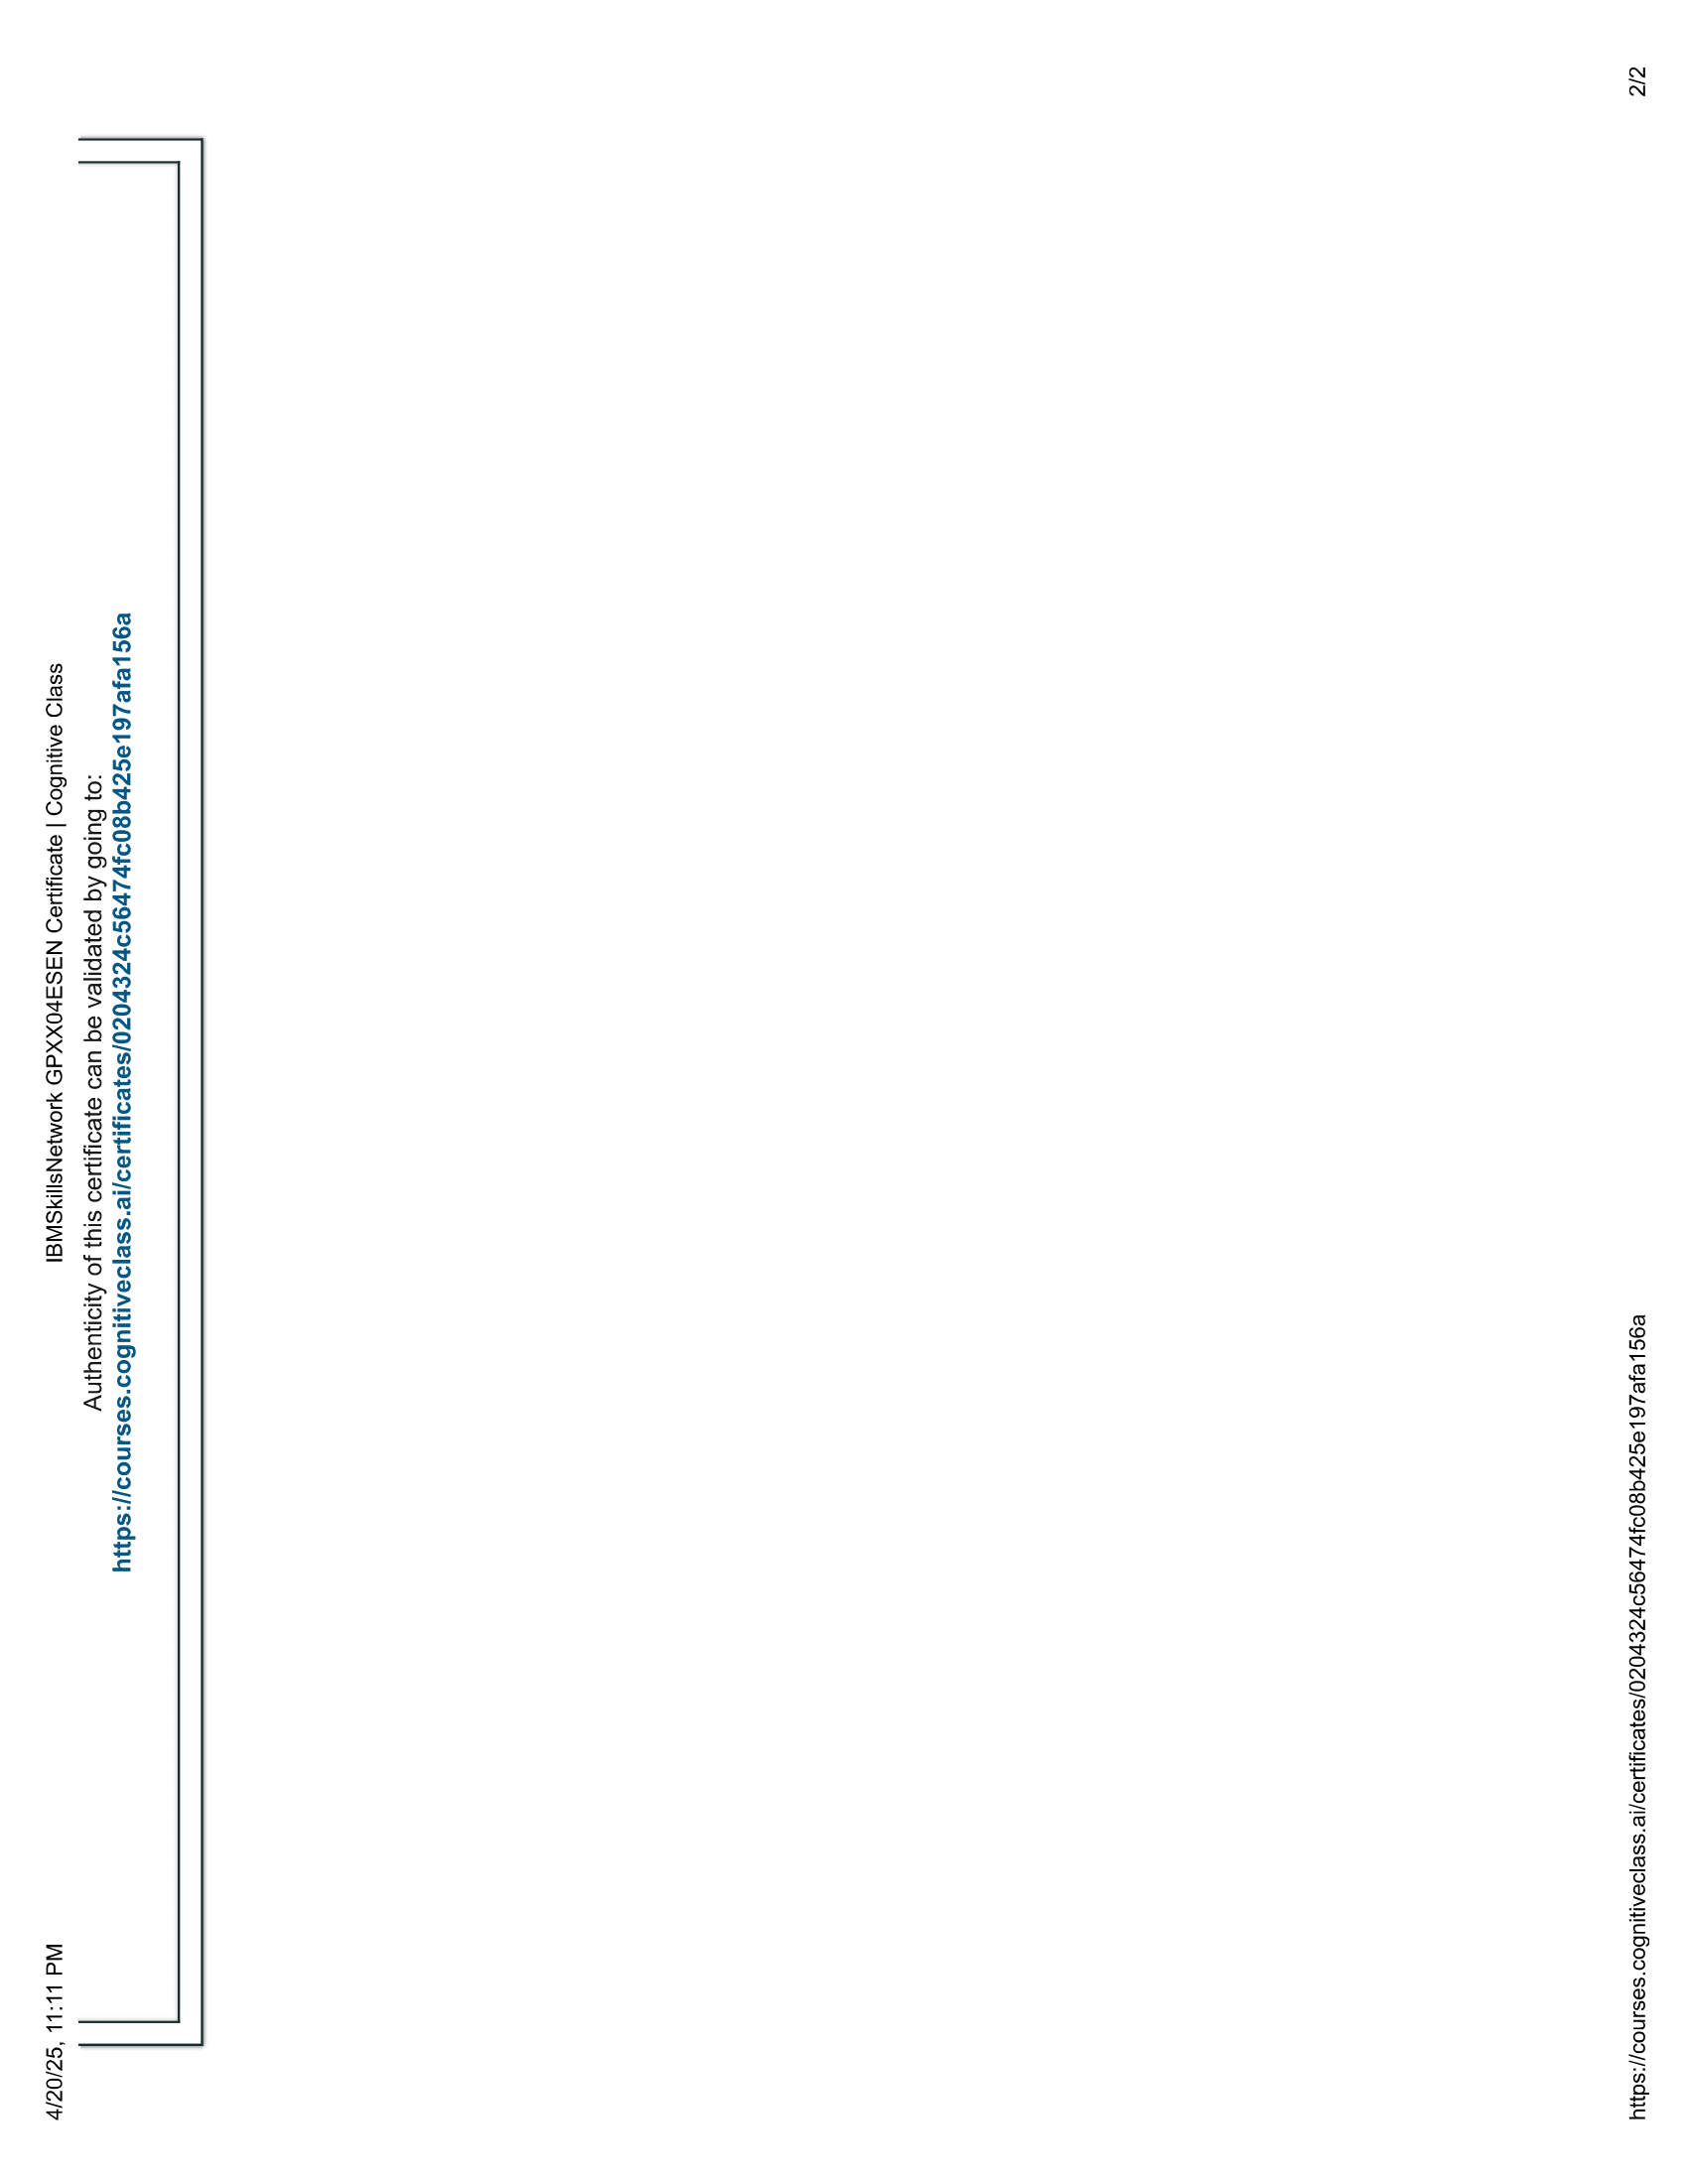 4/20/25, 11:11 PM
IBMSkillsNetwork GPXX04ESEN Certificate | Cognitive Class
Authenticity of this certificate can be validated by going to:
https://courses.cognitiveclass.ai/certificates/0204324c56474fc08b425e197afa156a
https://courses.cognitiveclass.ai/certificates/0204324c56474fc08b425e197afa156a
2/2